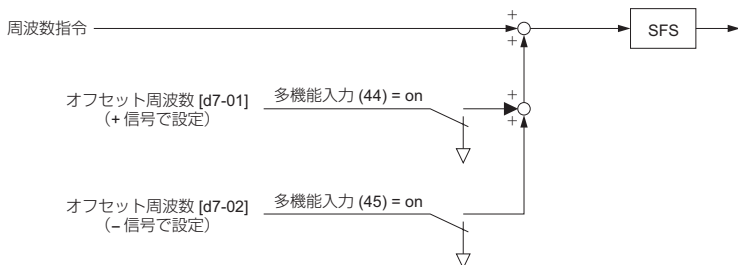 周波数指令
+
+
SFS
オフセット周波数 [d7-01]
（+ 信号で設定）
多機能入力 (44) = on
+
+
オフセット周波数 [d7-02]
（– 信号で設定）
多機能入力 (45) = on